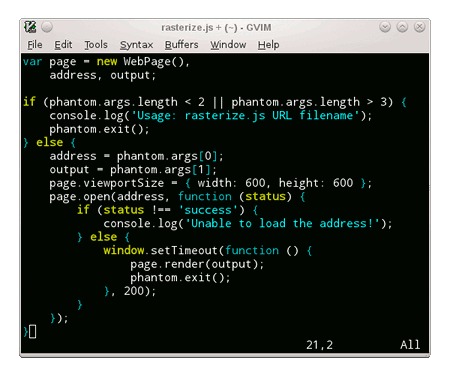 rasterize.js + (~) - GVIM
File Edit Tools Syntax Buffers Window Help
var page = new WebPage(),
    address, output;

if (phantom.args.length < 2 || phantom.args.length > 3) {
    console.log('Usage: rasterize.js URL filename');
    phantom.exit();
} else {
    address = phantom.args[0];
    output = phantom.args[1];
    page.viewportSize = { width: 600, height: 600 };
    page.open(address, function (status) {
        if (status !== 'success') {
            console.log('Unable to load the address!');
        } else {
            window.setTimeout(function () {
                page.render(output);
                phantom.exit();
            }, 200);
        }
    });
}
21,2 All